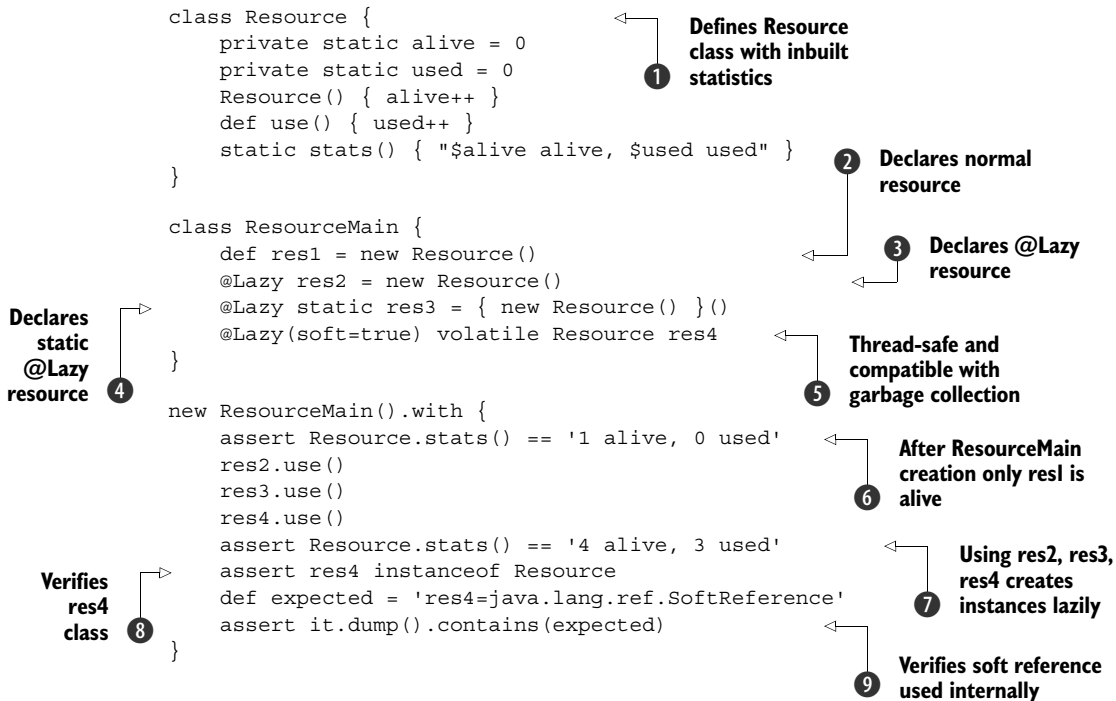 class Resource {
    private static alive = 0
    private static used = 0
    Resource() { alive++ }
    def use() { used++ }
    static stats() { "$alive alive, $used used" }
}
Defines Resource
class with inbuilt
statistics
1
2
Declares normal
resource
class ResourceMain {
    def res1 = new Resource()
    @Lazy res2 = new Resource()
    @Lazy static res3 = { new Resource() }()
    @Lazy(soft=true) volatile Resource res4
}
3
Declares @Lazy
resource
Declares
static
@Lazy
resource
4
Thread-safe and
compatible with
garbage collection
5
new ResourceMain().with {
    assert Resource.stats() == '1 alive, 0 used'
    res2.use()
    res3.use()
    res4.use()
    assert Resource.stats() == '4 alive, 3 used'
    assert res4 instanceof Resource
    def expected = 'res4=java.lang.ref.SoftReference'
    assert it.dump().contains(expected)
}
After ResourceMain
creation only resl is
alive
6
Using res2, res3,
res4 creates
instances lazily
7
Verifies
res4
class
8
Verifies soft reference
used internally
9